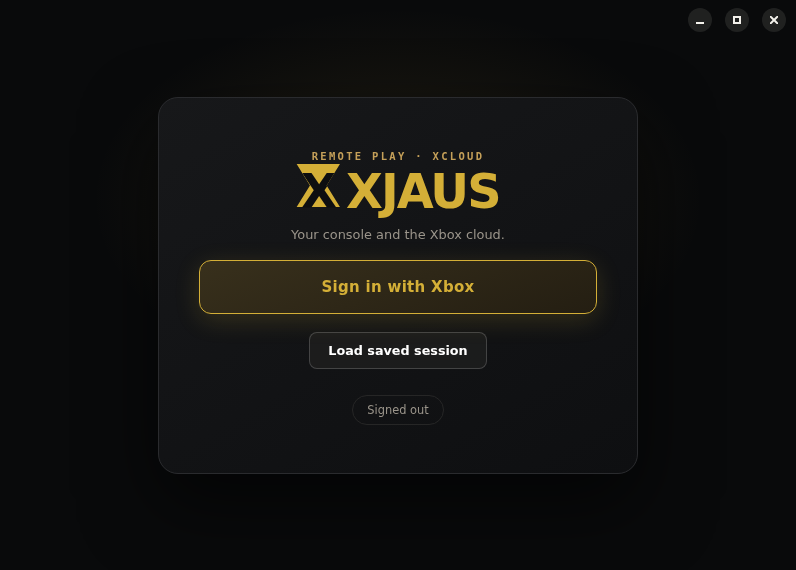 REMOTE PLAY · XCLOUD
XJAUS
Your console and the Xbox cloud.
Sign in with Xbox
Load saved session
Signed out